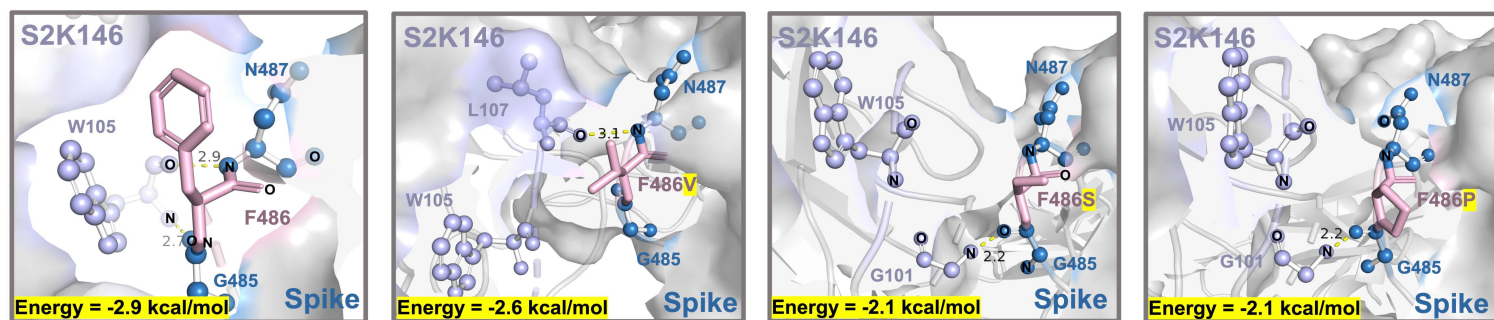 S2K146
N487
W105
O
2.9
N
O
O
F486
N
2.7
O
N
G485
Energy = -2.9 kcal/mol
Spike
S2K146
N487
L107
O
3.1
N
F486V
W105
G485
Energy = -2.6 kcal/mol
Spike
S2K146
N487
W105
O
N
N
O
F486S
O
O
N
2.2
G101
N
G485
Energy = -2.1 kcal/mol
Spike
S2K146
N487
W105
O
O
N
N
F486P
O
2.2
N
G101
G485
Energy = -2.1 kcal/mol
Spike